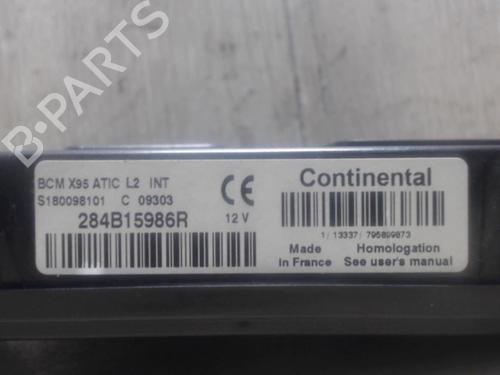 B-PARTS
BCM X95 ATIC L2 INT
S180098101 C 09303
284B15986R
12 V
CE
Continental
1/13337/795899873
Made in France
Homologation
See user's manual